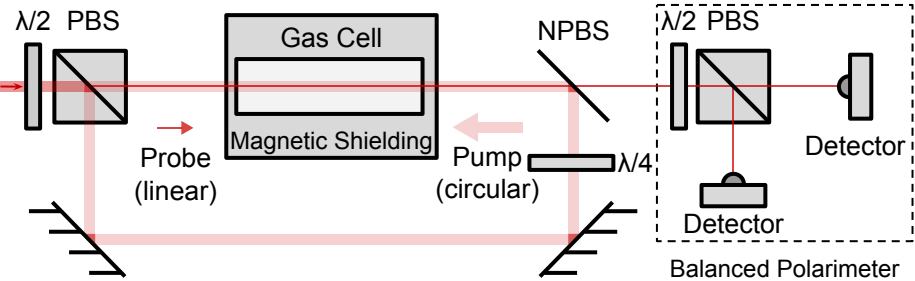 λ/2 PBS
Gas Cell
NPBS
λ/2 PBS
Magnetic Shielding
Probe
(linear)
Pump
(circular)
λ/4
Detector
Detector
Balanced Polarimeter